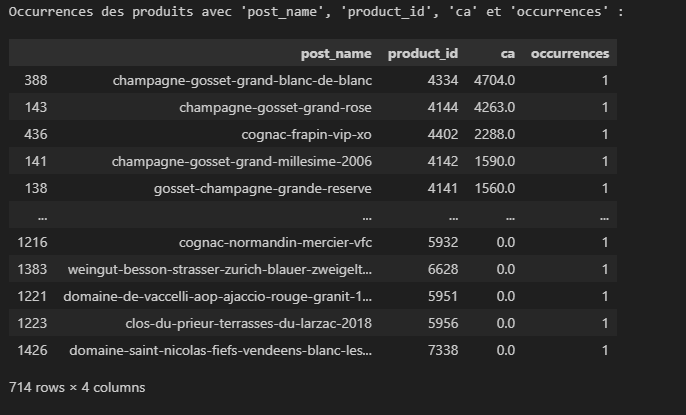 Occurrences des produits avec 'post_name', 'product_id', 'ca' et 'occurrences' :
post_name product_id ca occurrences
388 champagne-gosset-grand-blanc-de-blanc 4334 4704.0 1
143 champagne-gosset-grand-rose 4144 4263.0 1
436 cognac-frapin-vip-xo 4402 2288.0 1
141 champagne-gosset-grand-millesime-2006 4142 1590.0 1
138 gosset-champagne-grande-reserve 4141 1560.0 1
... ... ... ... ...
1216 cognac-normandin-mercier-vfc 5932 0.0 1
1383 weingut-besson-strasser-zurich-blauer-zweigelt... 6628 0.0 1
1221 domaine-de-vaccelli-aop-ajaccio-rouge-granit-1... 5951 0.0 1
1223 clos-du-prieur-terrasses-du-larzac-2018 5956 0.0 1
1426 domaine-saint-nicolas-fiefs-vendeens-blanc-les... 7338 0.0 1
714 rows × 4 columns